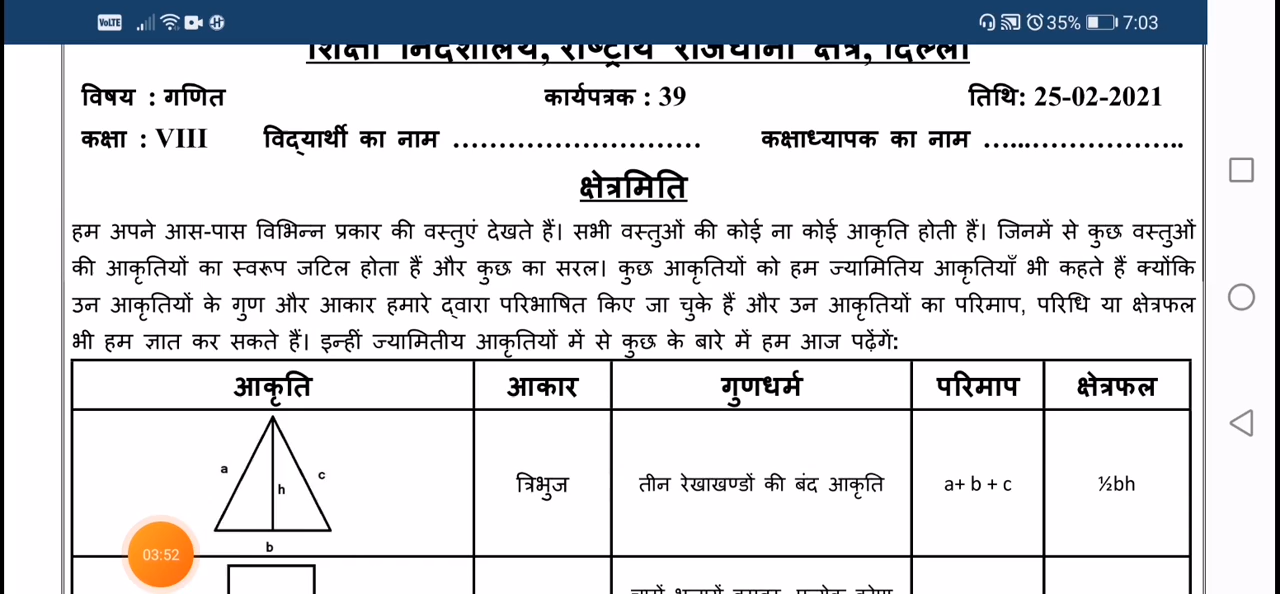 VoLTE 35% 7:03
शिक्षा निदेशालय, राष्ट्रीय राजधानी क्षेत्र, दिल्ली
विषय : गणित कार्यपत्रक : 39 तिथि: 25-02-2021
कक्षा : VIII विद्यार्थी का नाम ........................... कक्षाध्यापक का नाम ......................
क्षेत्रमिति
हम अपने आस-पास विभिन्न प्रकार की वस्तुएं देखते हैं। सभी वस्तुओं की कोई ना कोई आकृति होती हैं। जिनमें से कुछ वस्तुओं
की आकृतियों का स्वरूप जटिल होता हैं और कुछ का सरल। कुछ आकृतियों को हम ज्यामितिय आकृतियाँ भी कहते हैं क्योंकि
उन आकृतियों के गुण और आकार हमारे द्वारा परिभाषित किए जा चुके हैं और उन आकृतियों का परिमाप, परिधि या क्षेत्रफल
भी हम ज्ञात कर सकते हैं। इन्हीं ज्यामितीय आकृतियों में से कुछ के बारे में हम आज पढ़ेंगें:
आकृति आकार गुणधर्म परिमाप क्षेत्रफल
a c
h
b
त्रिभुज तीन रेखाखण्डों की बंद आकृति a+ b + c ½bh
03:52